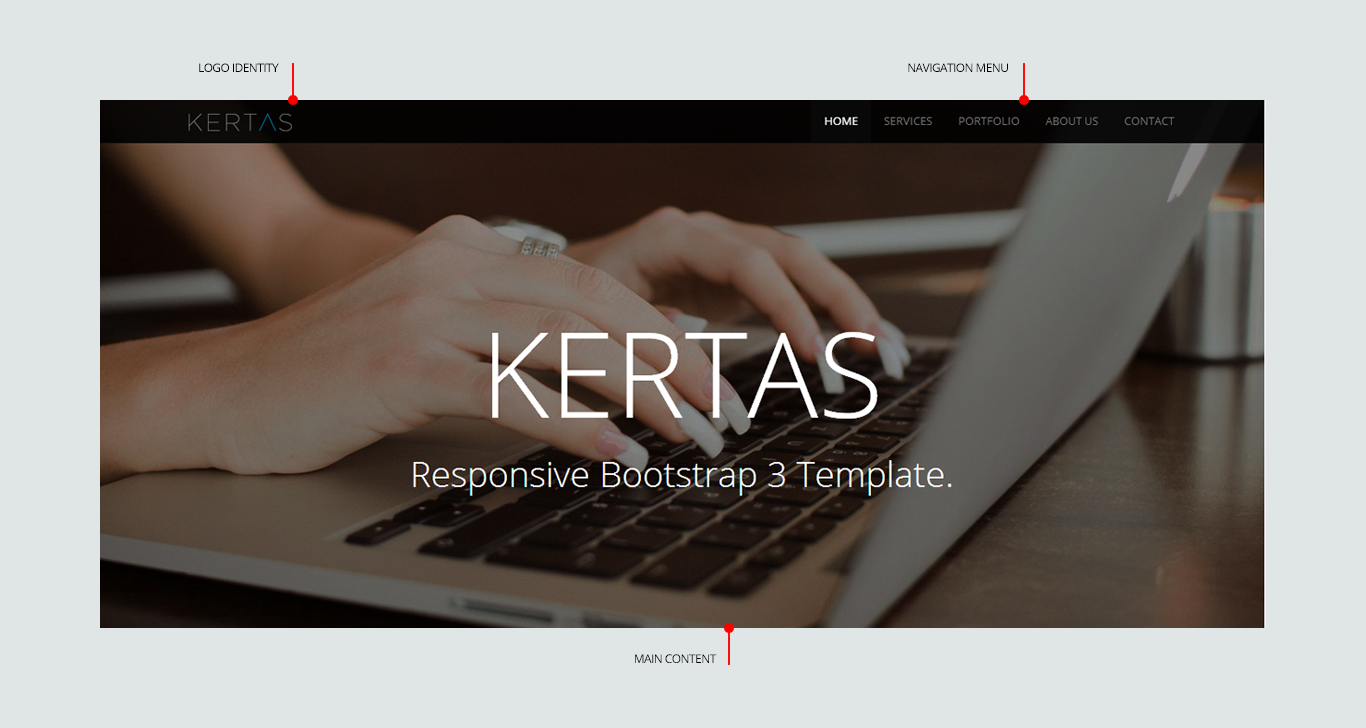 LOGO IDENTITY
NAVIGATION MENU
KERTAS
HOME SERVICES PORTFOLIO ABOUT US CONTACT
KERTAS
Responsive Bootstrap 3 Template.
MAIN CONTENT